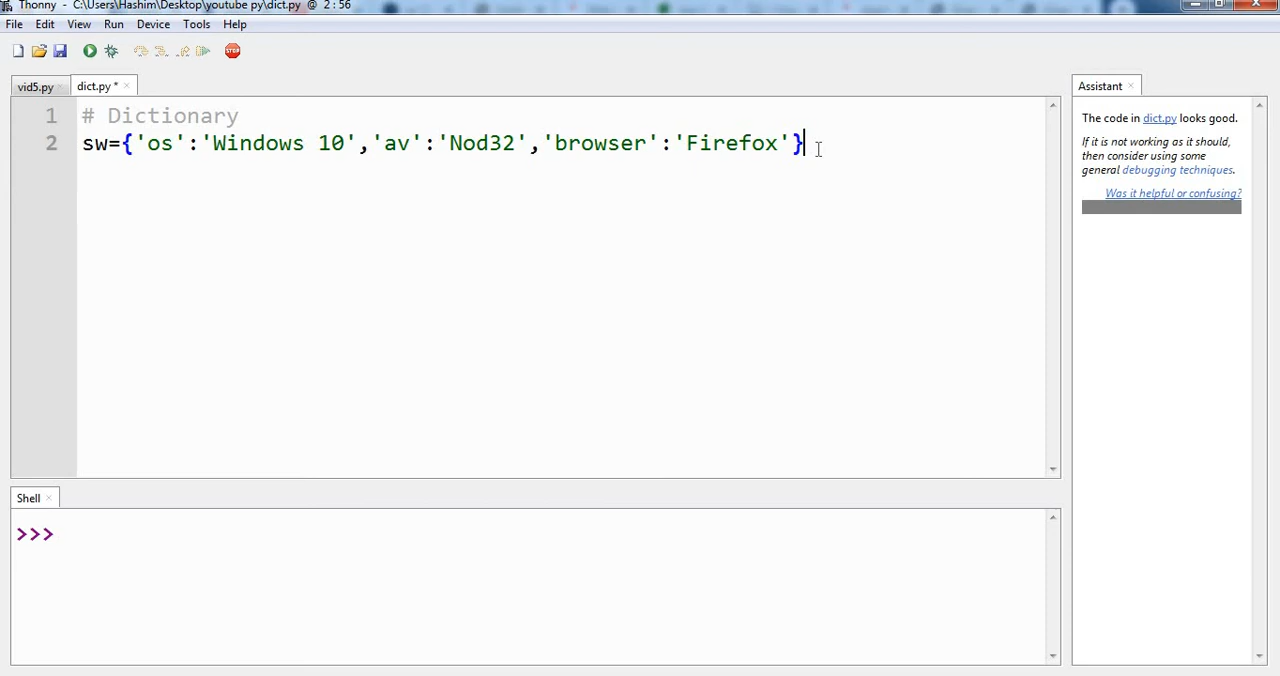 Thonny - C:\Users\Hashim\Desktop\youtube py\dict.py @ 2 : 56
File Edit View Run Device Tools Help
STOP
vid5.py × dict.py * × Assistant ×
1 # Dictionary
2 sw={'os':'Windows 10','av':'Nod32','browser':'Firefox'}
The code in dict.py looks good.
If it is not working as it should,
then consider using some
general debugging techniques.
Was it helpful or confusing?
Shell ×
>>>